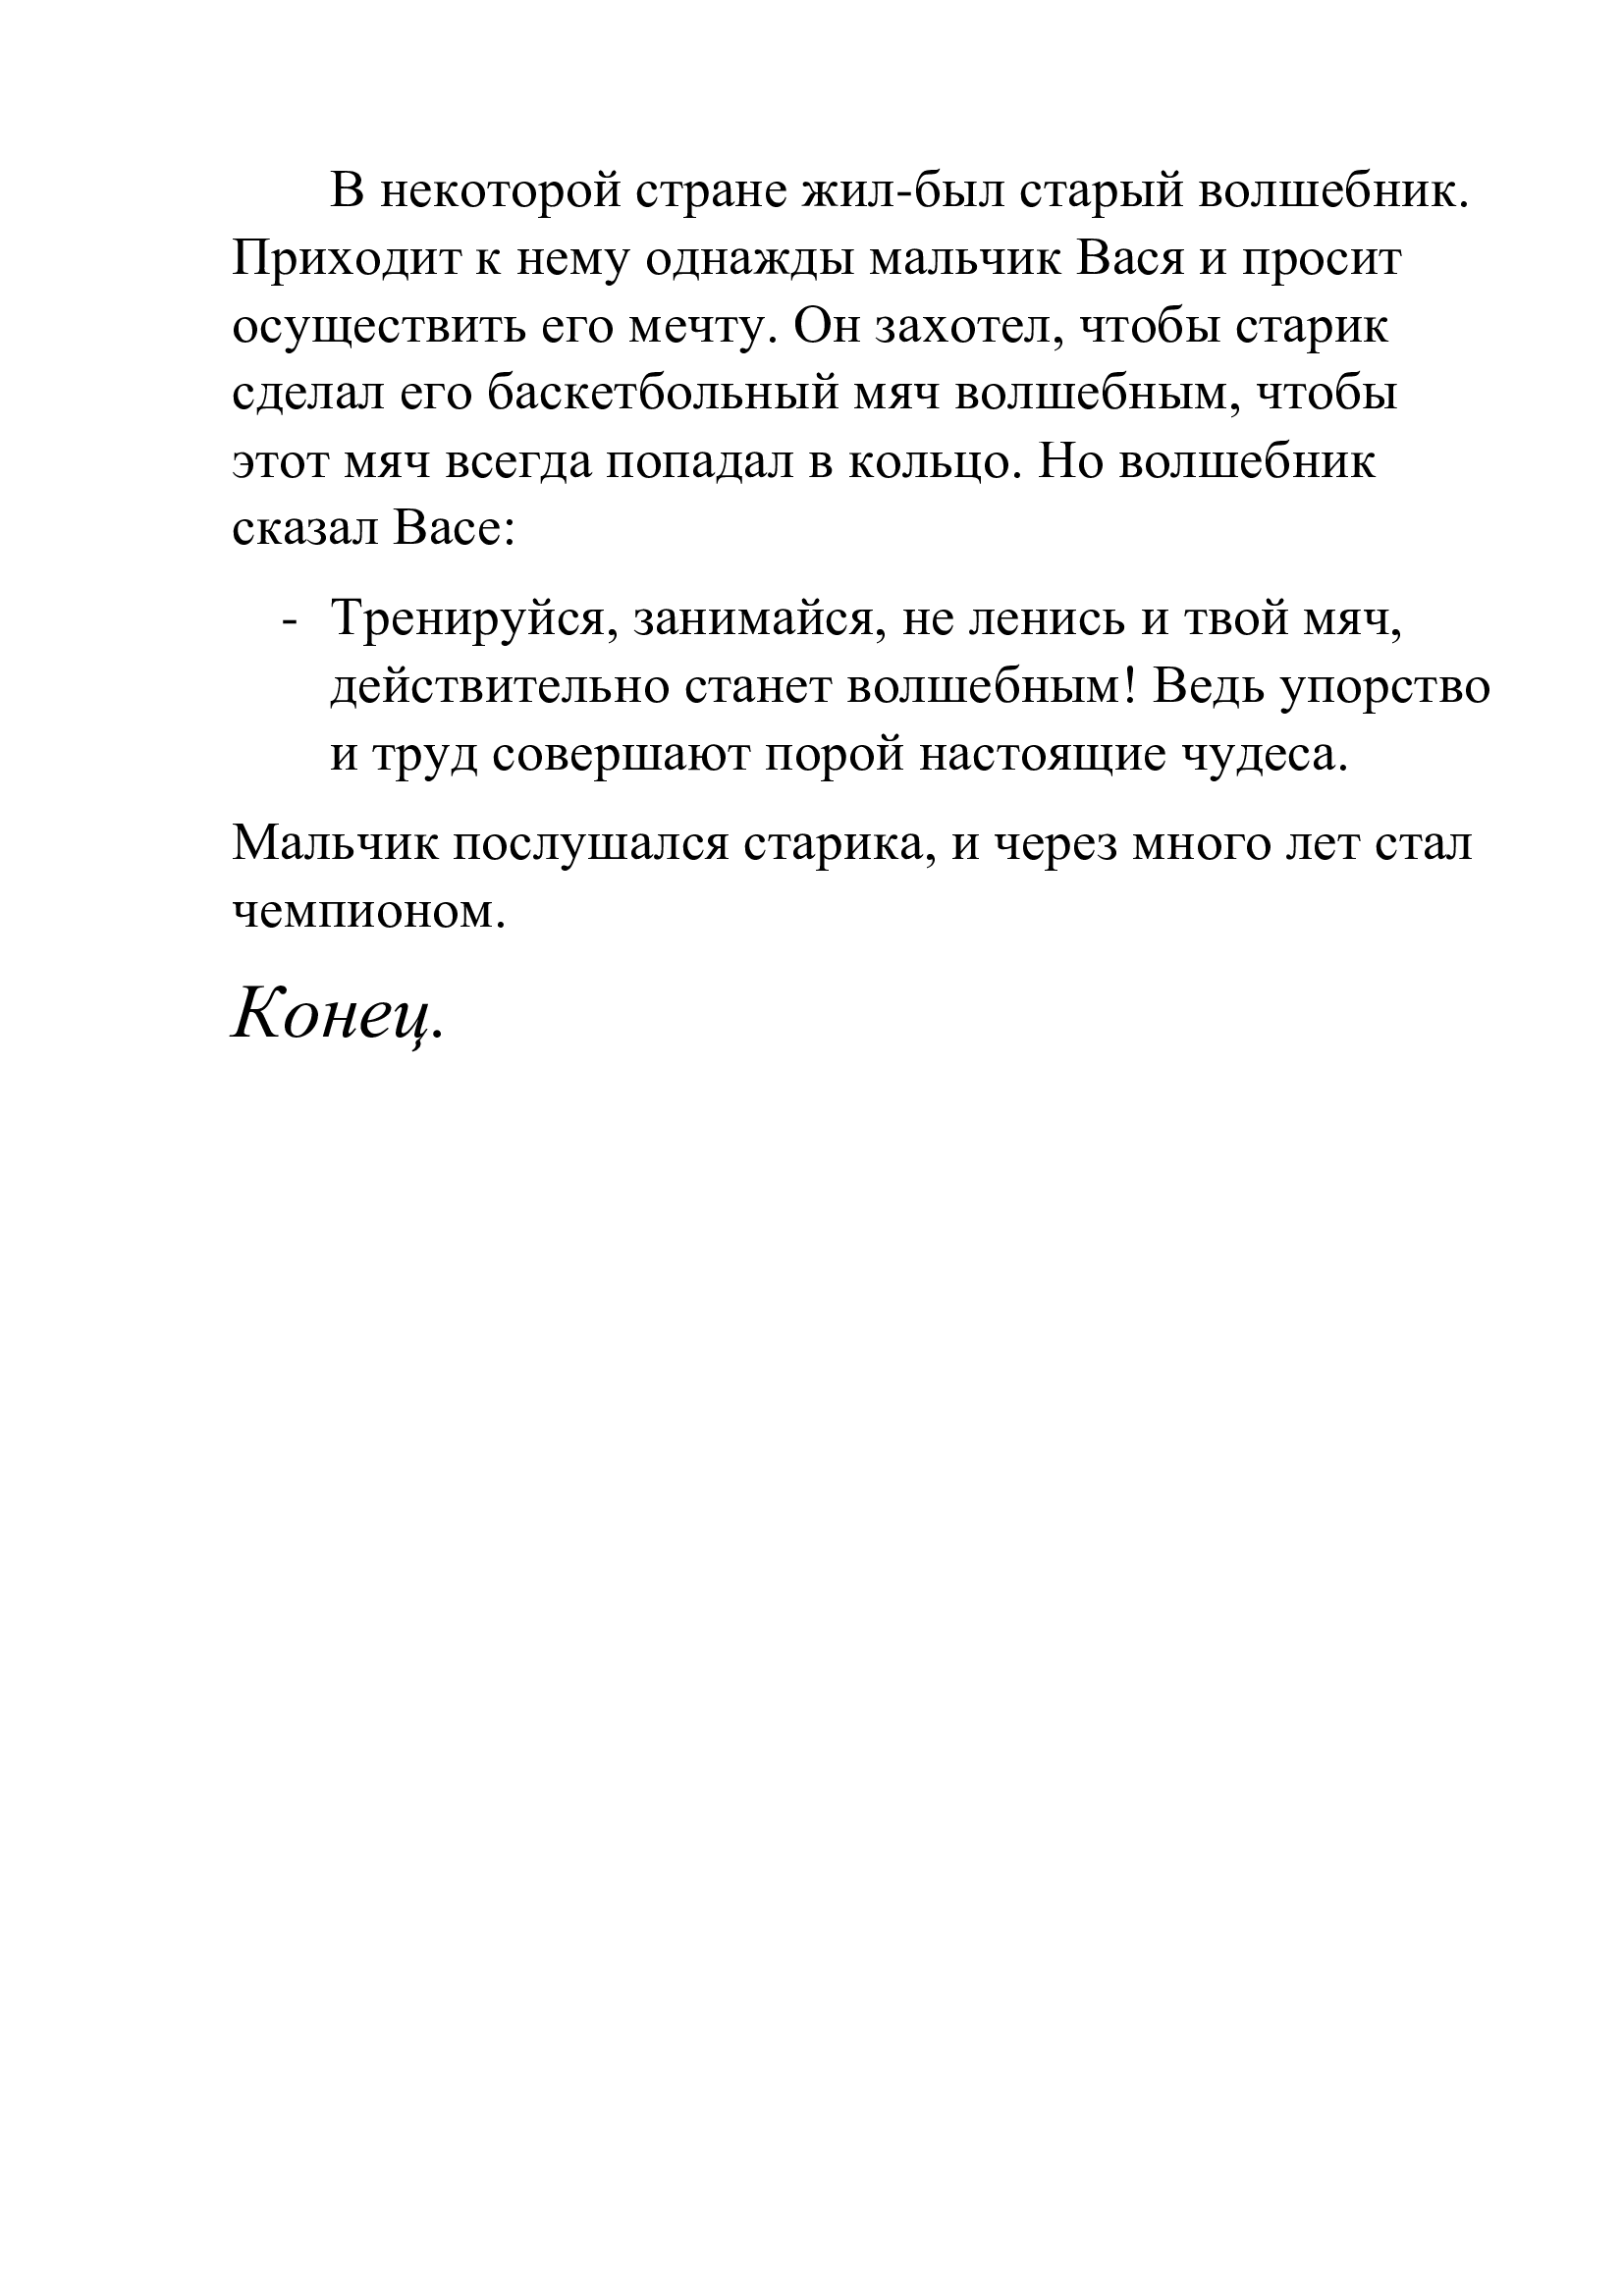 В некоторой стране жил-был старый волшебник.
Приходит к нему однажды мальчик Вася и просит
осуществить его мечту. Он захотел, чтобы старик
сделал его баскетбольный мяч волшебным, чтобы
этот мяч всегда попадал в кольцо. Но волшебник
сказал Васе:
- Тренируйся, занимайся, не ленись и твой мяч,
действительно станет волшебным! Ведь упорство
и труд совершают порой настоящие чудеса.
Мальчик послушался старика, и через много лет стал
чемпионом.
Конец.